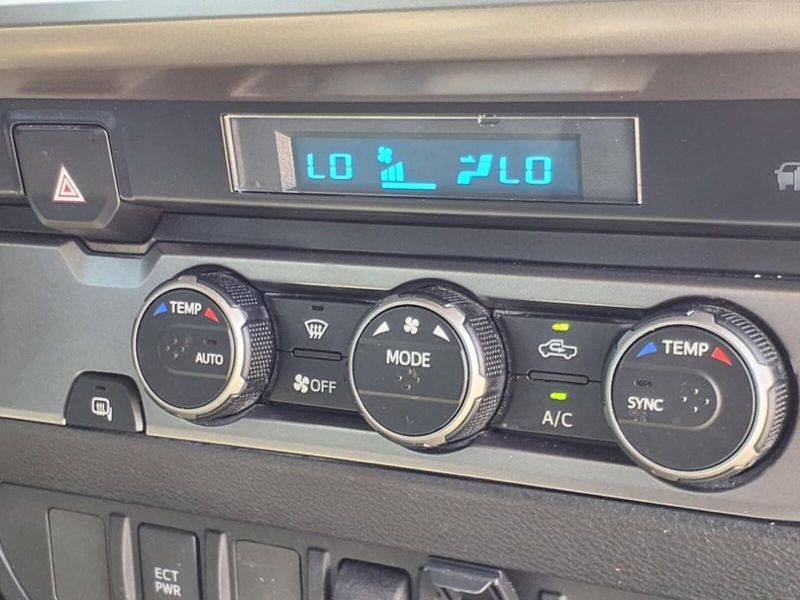 LO LO
TEMP
AUTO
OFF
MODE
A/C
TEMP
SYNC
ECT
PWR